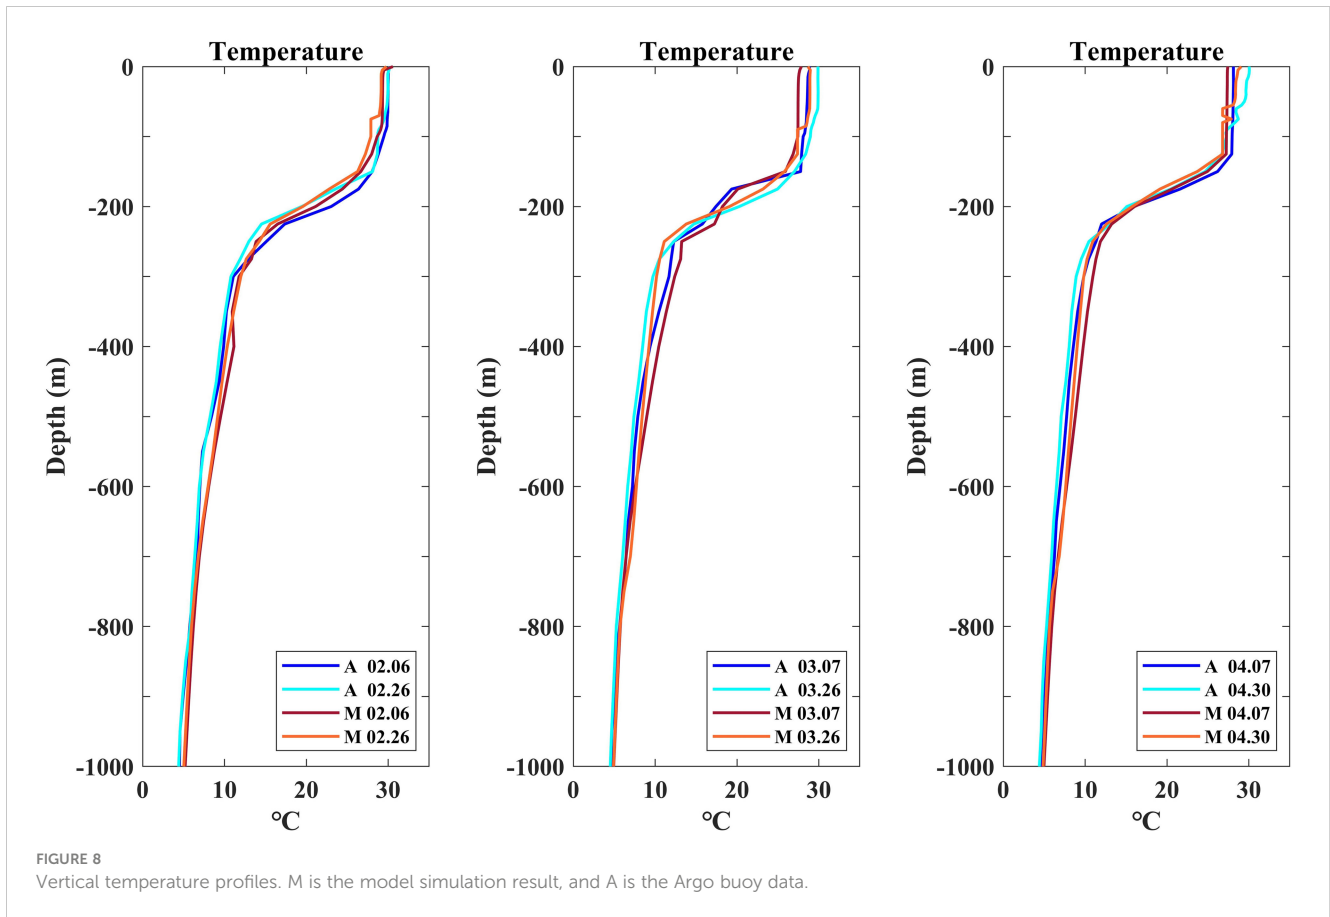 Temperature
0
-200
-400
-600
-800
-1000
Depth (m)
0 10 20 30
°C
A 02.06
A 02.26
M 02.06
M 02.26
Temperature
0
-200
-400
-600
-800
-1000
Depth (m)
0 10 20 30
°C
A 03.07
A 03.26
M 03.07
M 03.26
Temperature
0
-200
-400
-600
-800
-1000
Depth (m)
0 10 20 30
°C
A 04.07
A 04.30
M 04.07
M 04.30
FIGURE 8
Vertical temperature profiles. M is the model simulation result, and A is the Argo buoy data.